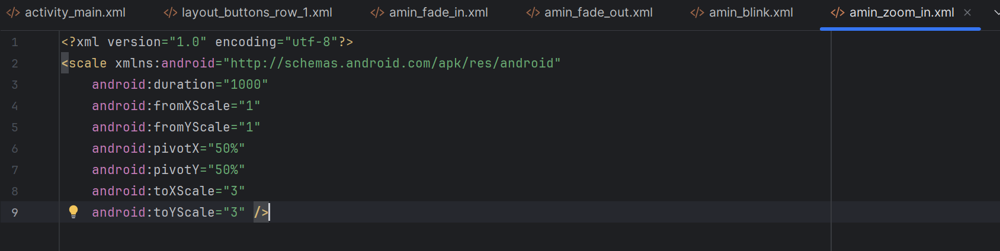 </> activity_main.xml </> layout_buttons_row_1.xml </> amin_fade_in.xml </> amin_fade_out.xml </> amin_blink.xml </> amin_zoom_in.xml ×
1 <?xml version="1.0" encoding="utf-8"?>
2 <scale xmlns:android="http://schemas.android.com/apk/res/android"
3     android:duration="1000"
4     android:fromXScale="1"
5     android:fromYScale="1"
6     android:pivotX="50%"
7     android:pivotY="50%"
8     android:toXScale="3"
9     android:toYScale="3" />